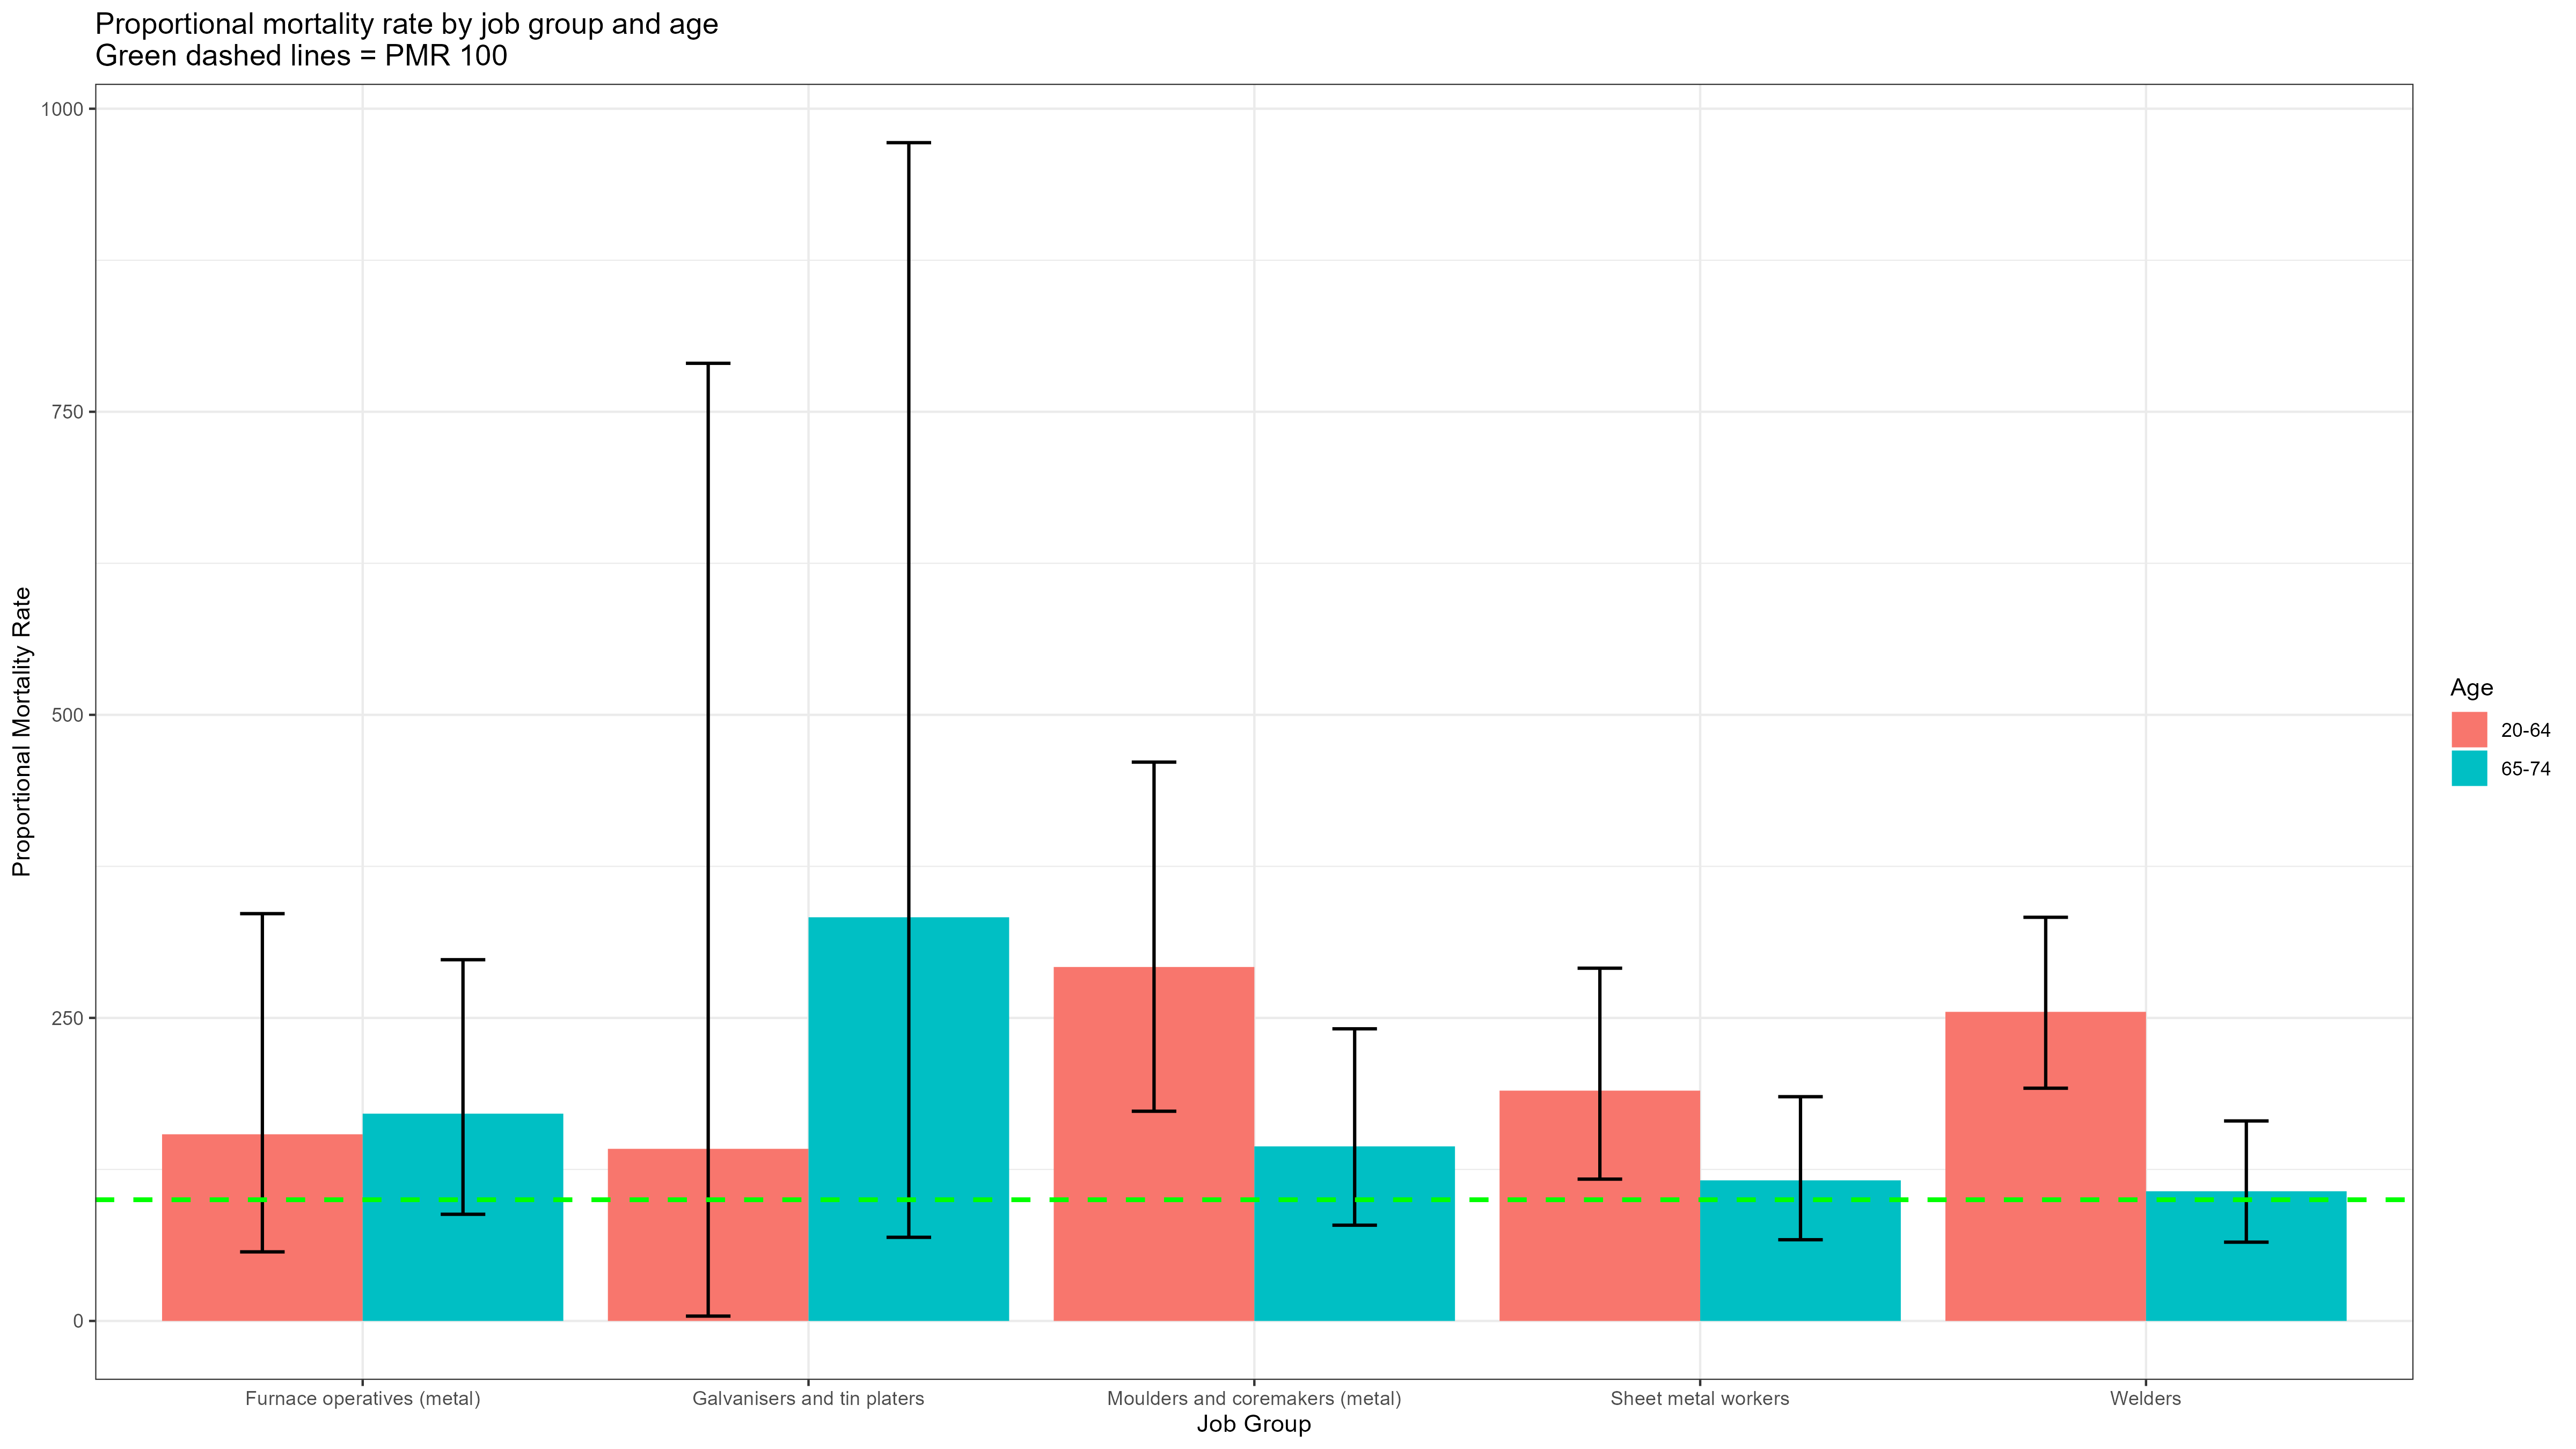 Proportional mortality rate by job group and age
Green dashed lines = PMR 100
Proportional Mortality Rate
1000
750
500
250
0
Furnace operatives (metal)
Galvanisers and tin platers
Moulders and coremakers (metal)
Sheet metal workers
Welders
Job Group
Age
20-64
65-74